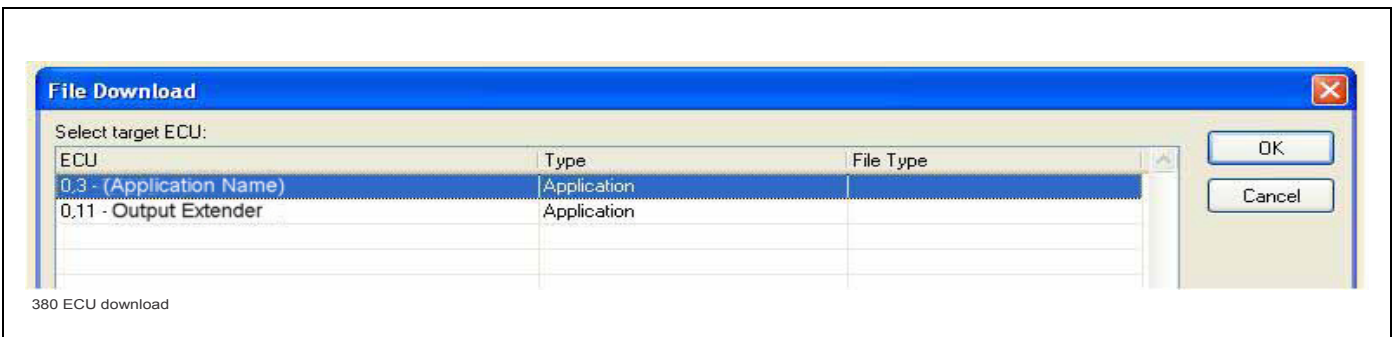 File Download
Select target ECU:
OK
ECU Type File Type
0,3 - (Application Name) Application
Cancel
0,11 - Output Extender Application
380 ECU download